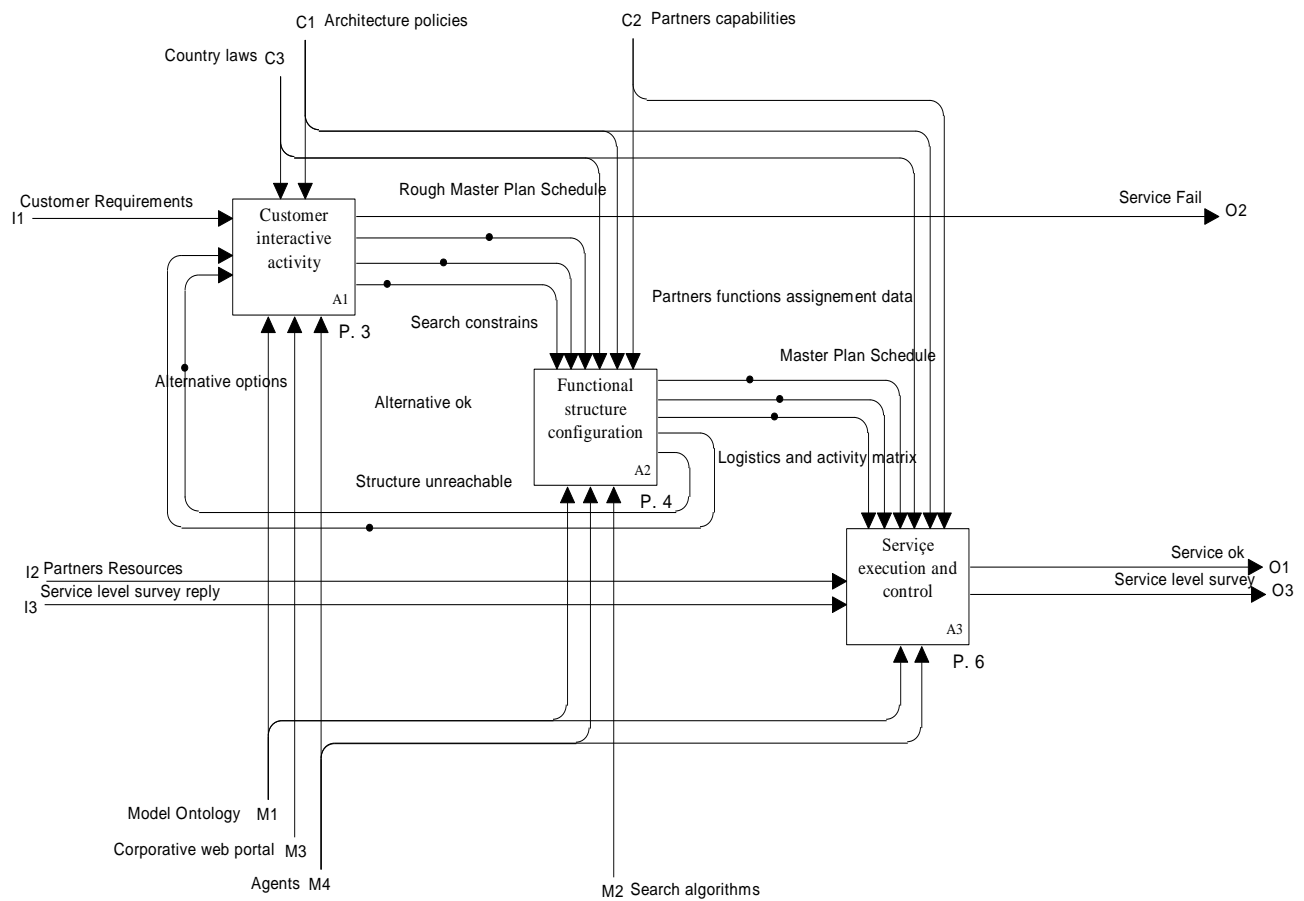 C1 Architecture policies
C2 Partners capabilities
Country laws C3
Rough Master Plan Schedule
Customer Requirements
I1
Service Fail
O2
Customer
interactive
activity
A1
P. 3
Partners functions assignement data
Search constrains
Master Plan Schedule
Alternative options
Alternative ok
Functional
structure
configuration
A2
P. 4
Logistics and activity matrix
Structure unreachable
Serviçe
execution and
control
A3
P. 6
Service ok
O1
Service level survey
O3
I2 Partners Resources
Service level survey reply
I3
Model Ontology M1
Corporative web portal M3
Agents M4
M2 Search algorithms